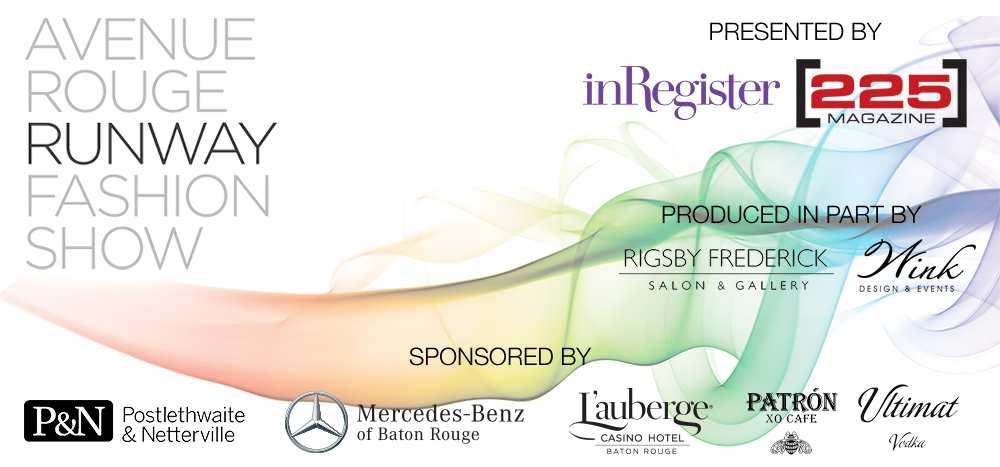 AVENUE
ROUGE
RUNWAY
FASHION
SHOW
PRESENTED BY
inRegister
[225]
MAGAZINE
PRODUCED IN PART BY
RIGSBY FREDERICK
SALON & GALLERY
Wink
DESIGN & EVENTS
SPONSORED BY
P&N
Postlethwaite
& Netterville
Mercedes-Benz
of Baton Rouge
L'auberge®
CASINO HOTEL
BATON ROUGE
PATRÓN
XO CAFE
Ultimat
Vodka